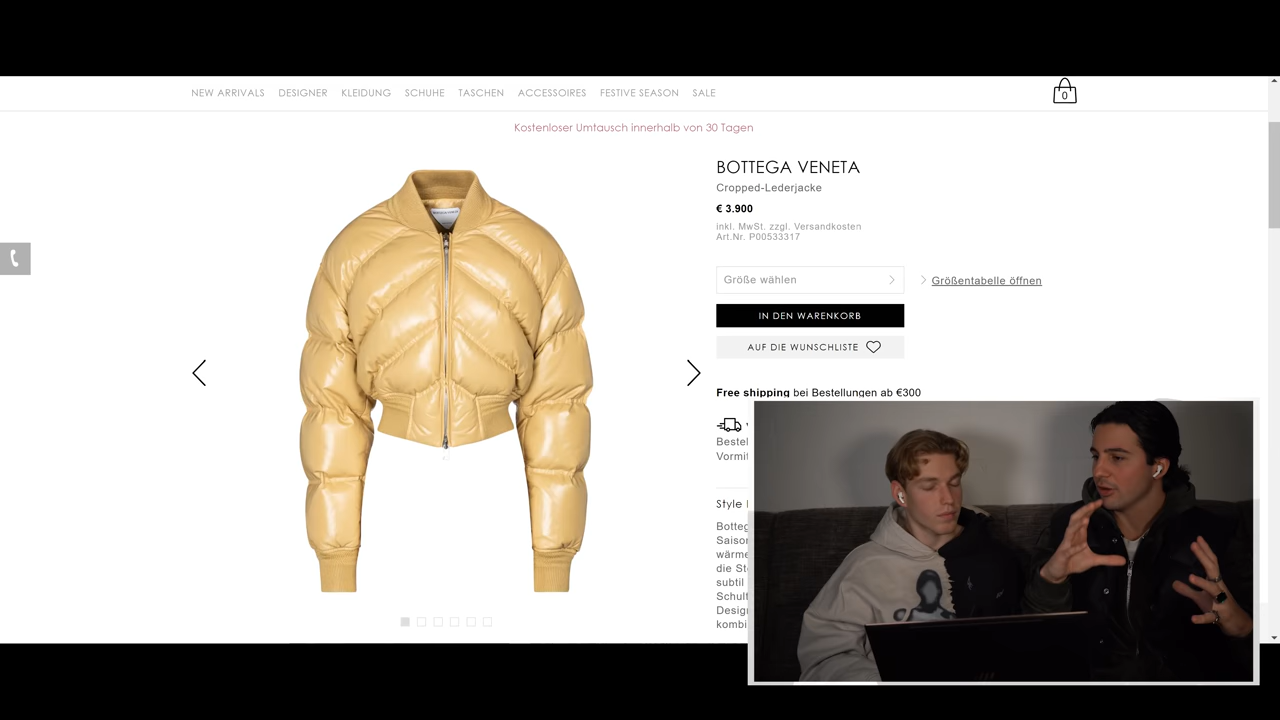 NEW ARRIVALS DESIGNER KLEIDUNG SCHUHE TASCHEN ACCESSOIRES FESTIVE SEASON SALE
0
Kostenloser Umtausch innerhalb von 30 Tagen
BOTTEGA VENETA
Cropped-Lederjacke
€ 3.900
inkl. MwSt. zzgl. Versandkosten
Art.Nr. P00533317
Größe wählen
Größentabelle öffnen
IN DEN WARENKORB
AUF DIE WUNSCHLISTE
Free shipping bei Bestellungen ab €300
Bestel
Vormit
Style
Botteg
Saison
wärme
die Ste
subtil
Schult
Design
kombi